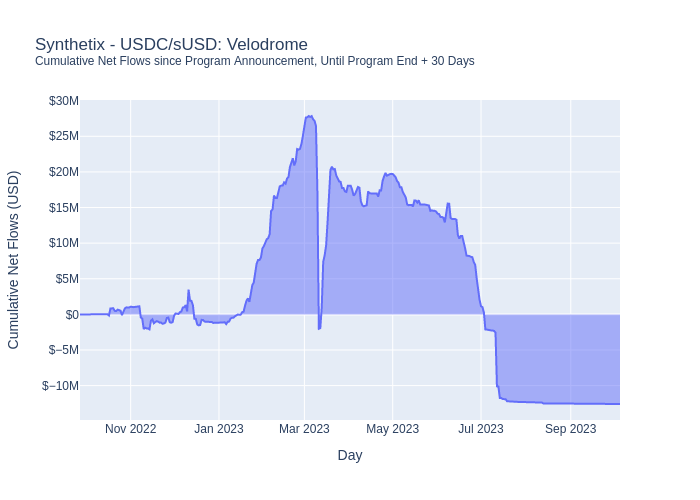 Synthetix - USDC/sUSD: Velodrome
Cumulative Net Flows since Program Announcement, Until Program End + 30 Days
Cumulative Net Flows (USD)
$30M
$25M
$20M
$15M
$10M
$5M
$0
$−5M
$−10M
Nov 2022 Jan 2023 Mar 2023 May 2023 Jul 2023 Sep 2023
Day